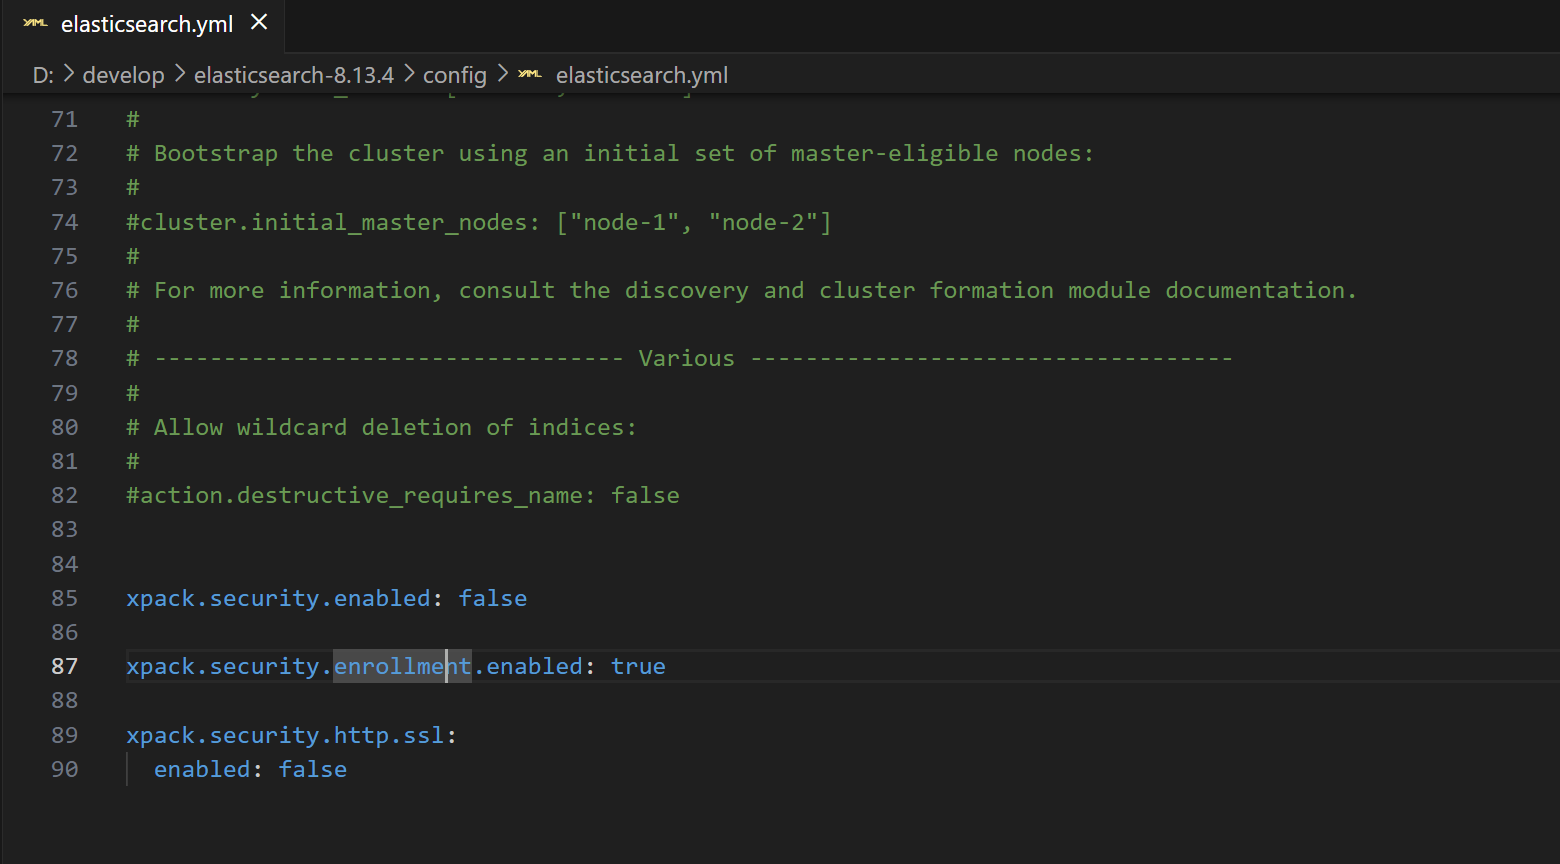 YAML elasticsearch.yml ×
D: > develop > elasticsearch-8.13.4 > config > YAML elasticsearch.yml
71 #
72 # Bootstrap the cluster using an initial set of master-eligible nodes:
73 #
74 #cluster.initial_master_nodes: ["node-1", "node-2"]
75 #
76 # For more information, consult the discovery and cluster formation module documentation.
77 #
78 # ---------------------------------- Various -----------------------------------
79 #
80 # Allow wildcard deletion of indices:
81 #
82 #action.destructive_requires_name: false
83
84
85 xpack.security.enabled: false
86
87 xpack.security.enrollment.enabled: true
88
89 xpack.security.http.ssl:
90   enabled: false